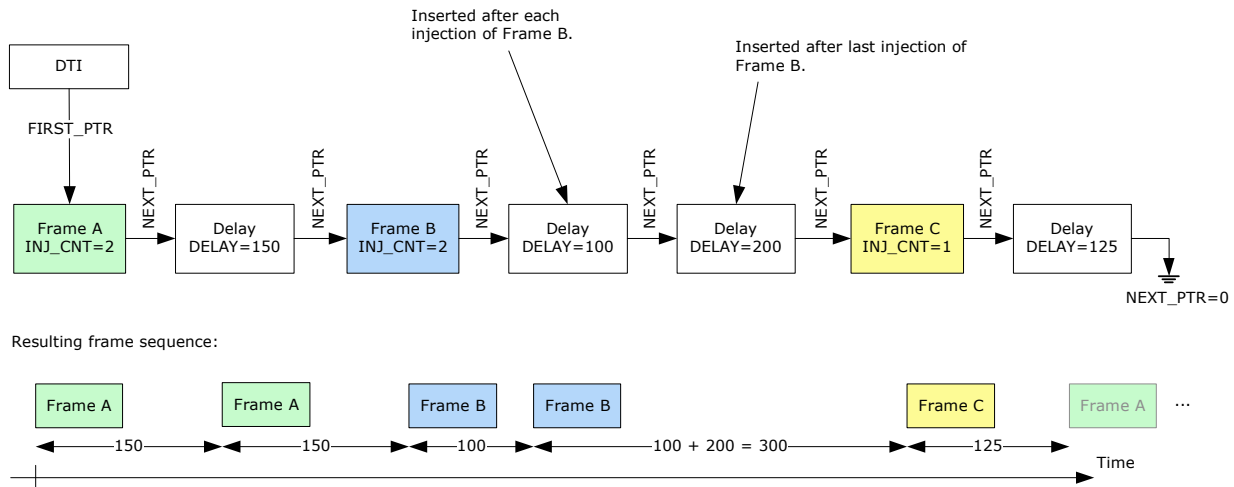 Inserted after each
injection of Frame B.
Inserted after last injection of
Frame B.
DTI
FIRST_PTR
NEXT_PTR
NEXT_PTR
NEXT_PTR
NEXT_PTR
NEXT_PTR
NEXT_PTR
Frame A
INJ_CNT=2
Delay
DELAY=150
Frame B
INJ_CNT=2
Delay
DELAY=100
Delay
DELAY=200
Frame C
INJ_CNT=1
Delay
DELAY=125
NEXT_PTR=0
Resulting frame sequence:
Frame A
Frame A
Frame B
Frame B
Frame C
Frame A
...
150
150
100
100 + 200 = 300
125
Time